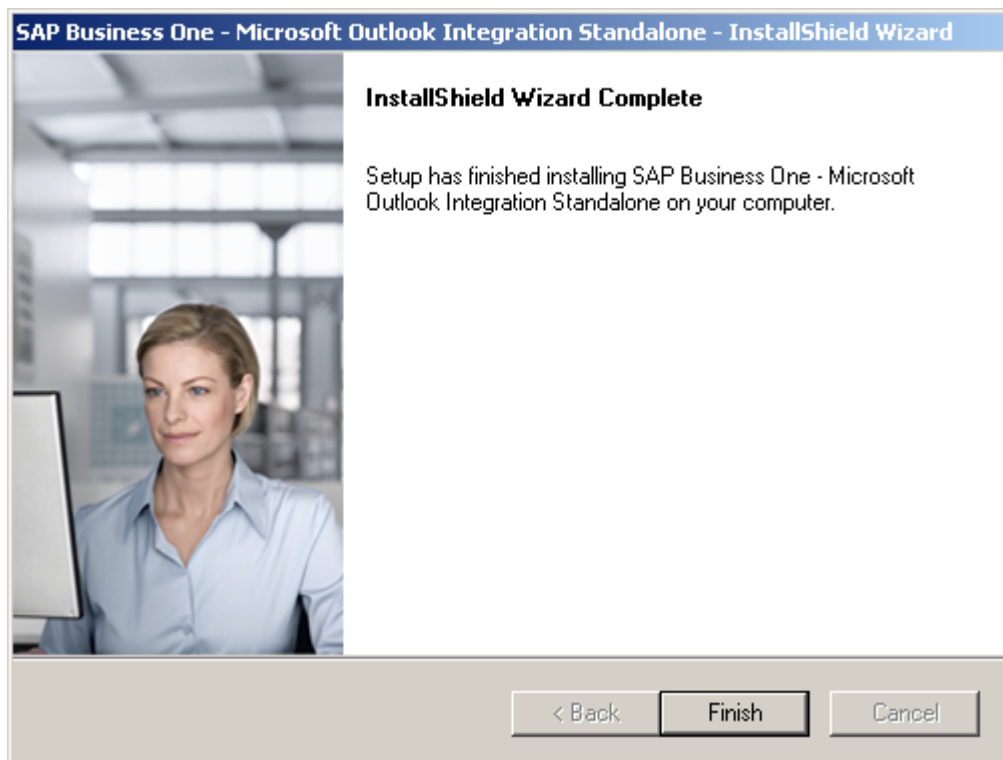 SAP Business One - Microsoft Outlook Integration Standalone - InstallShield Wizard
InstallShield Wizard Complete
Setup has finished installing SAP Business One - Microsoft
Outlook Integration Standalone on your computer.
< Back
Finish
Cancel